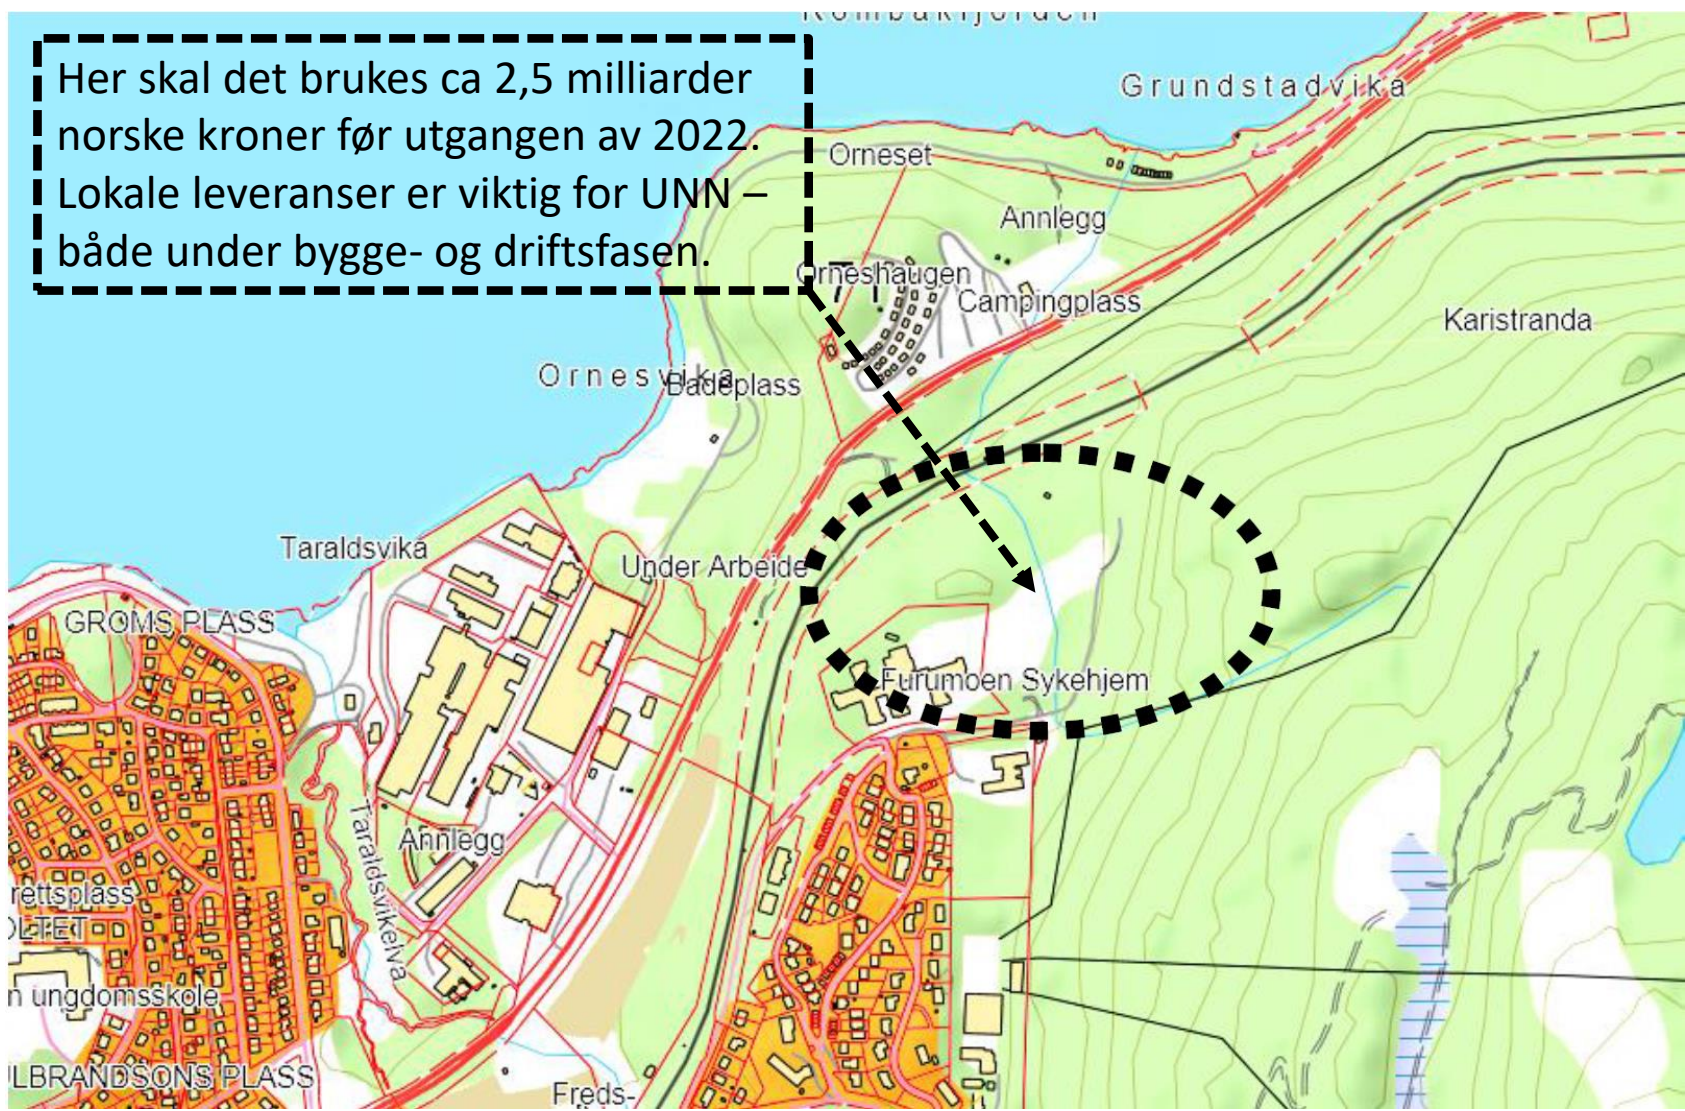 Rombakfjorden
Her skal det brukes ca 2,5 milliarder
norske kroner før utgangen av 2022.
Lokale leveranser er viktig for UNN –
både under bygge- og driftsfasen.
Grundstadvika
Orneset
Annlegg
Orneshaugen
Campingplass
Karistranda
Ornesvika
Badeplass
Taraldsvika
Under Arbeide
GROMS PLASS
Furumoen Sykehjem
Annlegg
Taraldsvikelva
rettsplass
OLTET
n ungdomsskole
LBRANDSONS PLASS
Freds-